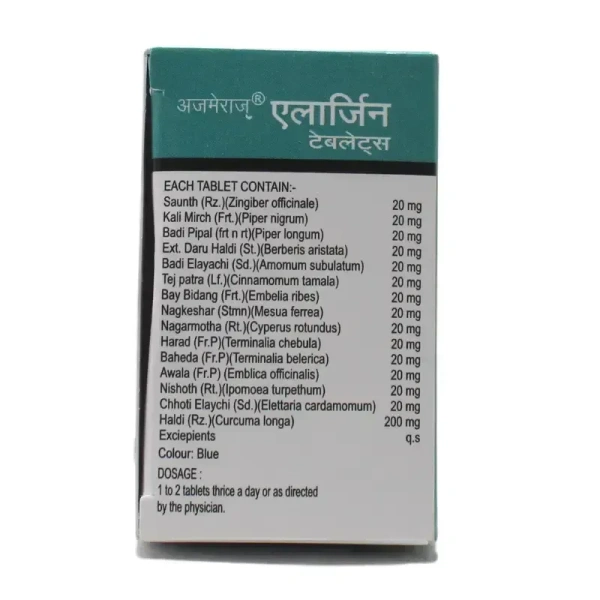 अजमेराज्® एलार्जिन
टेबलेट्स
EACH TABLET CONTAIN:-
Saunth (Rz.)(Zingiber officinale) 20 mg
Kali Mirch (Frt.)(Piper nigrum) 20 mg
Badi Pipal (frt n rt)(Piper longum) 20 mg
Ext. Daru Haldi (St.)(Berberis aristata) 20 mg
Badi Elayachi (Sd.)(Amomum subulatum) 20 mg
Tej patra (Lf.)(Cinnamomum tamala) 20 mg
Bay Bidang (Frt.)(Embelia ribes) 20 mg
Nagkeshar (Stmn)(Mesua ferrea) 20 mg
Nagarmotha (Rt.)(Cyperus rotundus) 20 mg
Harad (Fr.P)(Terminalia chebula) 20 mg
Baheda (Fr.P)(Terminalia belerica) 20 mg
Awala (Fr.P) (Emblica officinalis) 20 mg
Nishoth (Rt.)(Ipomoea turpethum) 20 mg
Chhoti Elaychi (Sd.)(Elettaria cardamomum) 20 mg
Haldi (Rz.)(Curcuma longa) 200 mg
Exciepients q.s
Colour: Blue
DOSAGE :
1 to 2 tablets thrice a day or as directed
by the physician.